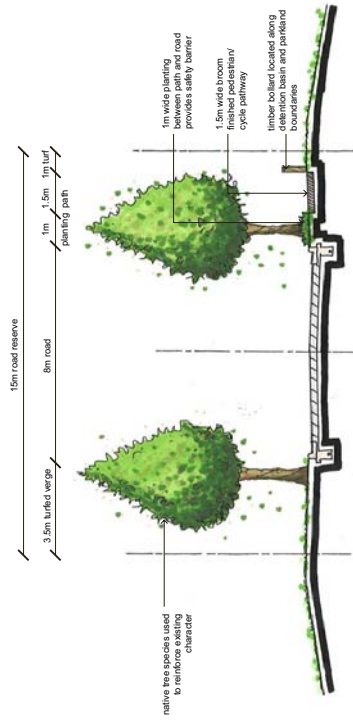 15m road reserve
3.5m turfed verge
8m road
1m
planting
1.5m
path
1m turf
native tree species used
to reinforce existing
character
1m wide planting
between path and road
provides safety barrier
1.5m wide broom
finished pedestrian/
cycle pathway
timber bollard located along
detention basin and parkland
boundaries